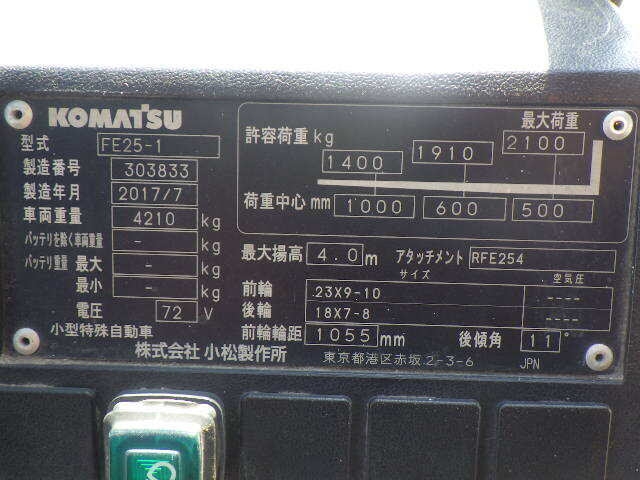 KOMATSU
型式 FE25-1
製造番号 303833
製造年月 2017/7
車両重量 4210 kg
バッテリを除く車両重量 - kg
バッテリ重量 最大 - kg
最小 - kg
電圧 72 V
小型特殊自動車
最大荷重
許容荷重 kg 1400 1910 2100
荷重中心 mm 1000 600 500
最大揚高 4.0 m アタッチメント RFE254
サイズ 空気圧
前輪 23X9-10 ----
後輪 18X7-8 ----
前輪輪距 1055 mm 後傾角 11°
株式会社 小松製作所 東京都港区赤坂 2-3-6 JPN